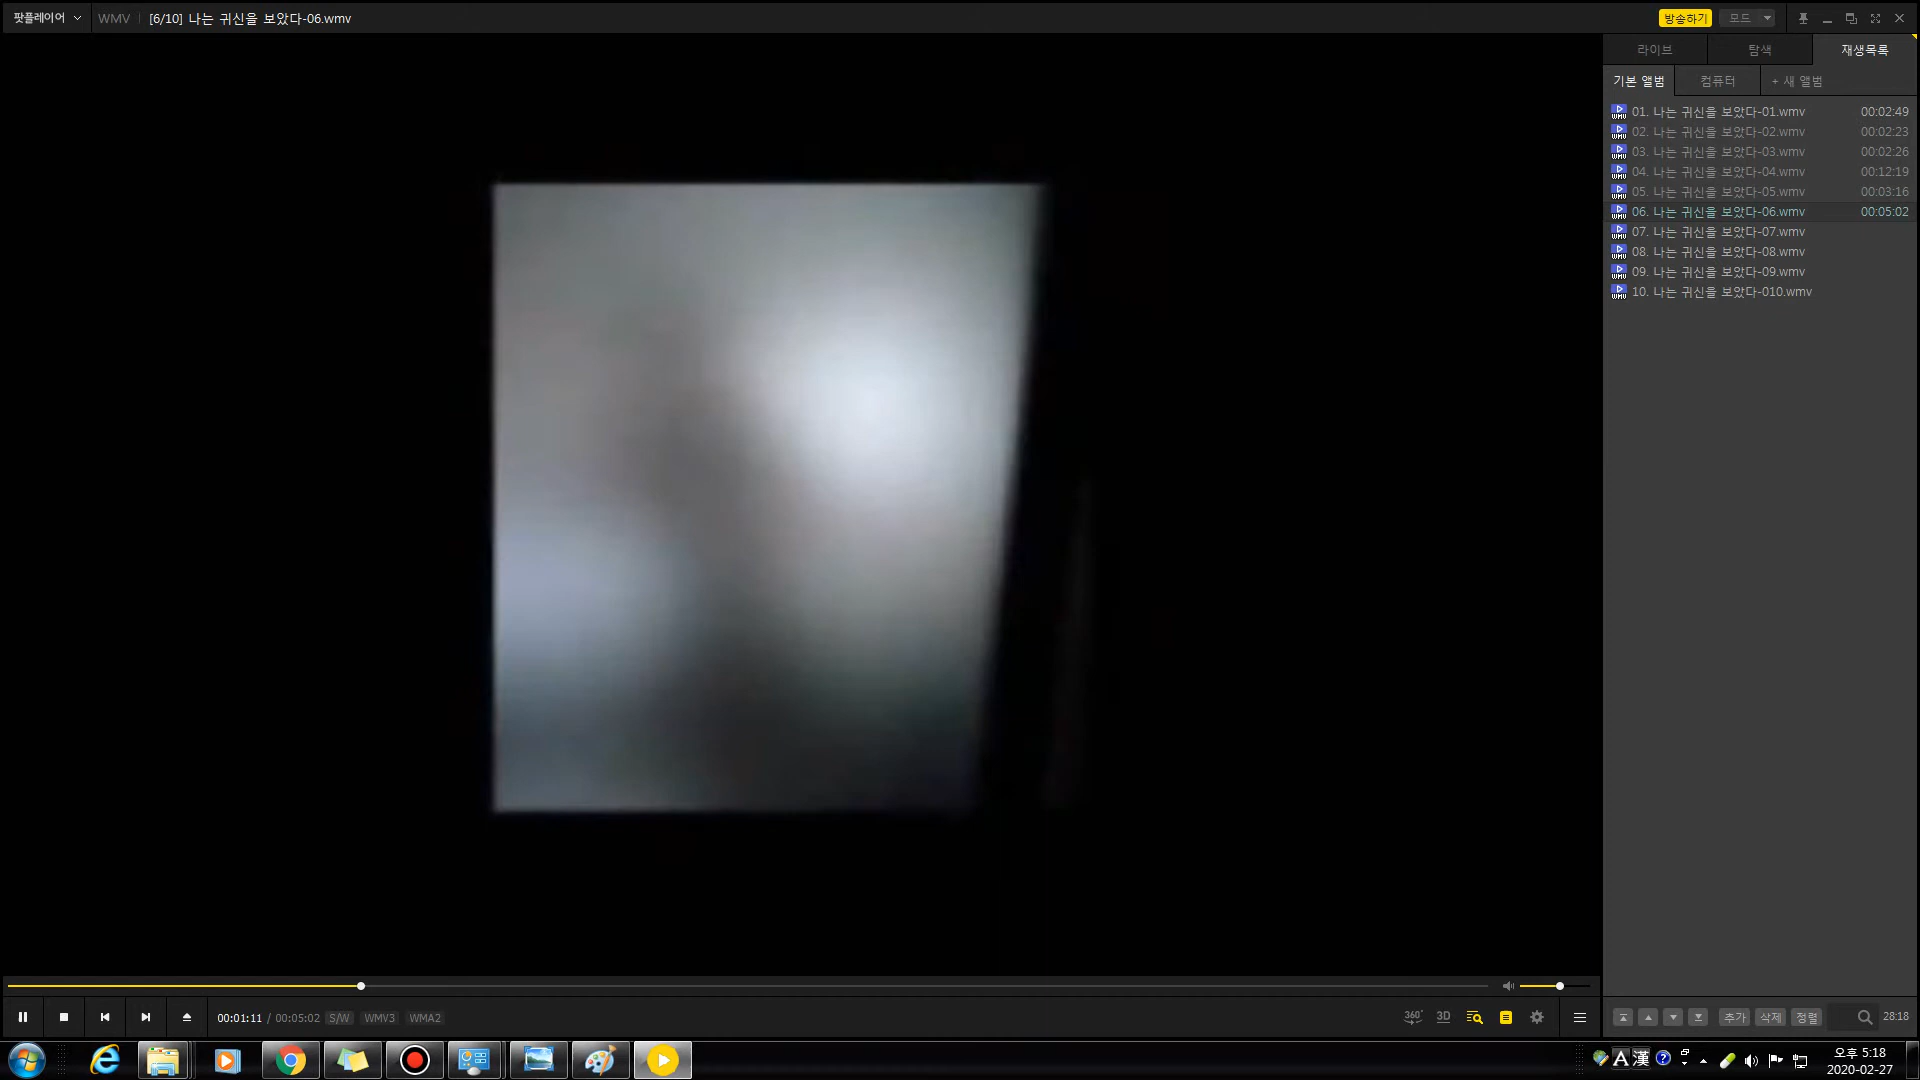 팟플레이어 WMV [6/10] 나는 귀신을 보았다-06.wmv 방송하기 모드
라이브 탐색 재생목록
기본 앨범 컴퓨터 + 새 앨범
01. 나는 귀신을 보았다-01.wmv 00:02:49
02. 나는 귀신을 보았다-02.wmv 00:02:23
03. 나는 귀신을 보았다-03.wmv 00:02:26
04. 나는 귀신을 보았다-04.wmv 00:12:19
05. 나는 귀신을 보았다-05.wmv 00:03:16
06. 나는 귀신을 보았다-06.wmv 00:05:02
07. 나는 귀신을 보았다-07.wmv
08. 나는 귀신을 보았다-08.wmv
09. 나는 귀신을 보았다-09.wmv
10. 나는 귀신을 보았다-010.wmv
00:01:11 / 00:05:02 S/W WMV3 WMA2 360° 3D 추가 삭제 정렬 28:18
A 漢 오후 5:18
2020-02-27